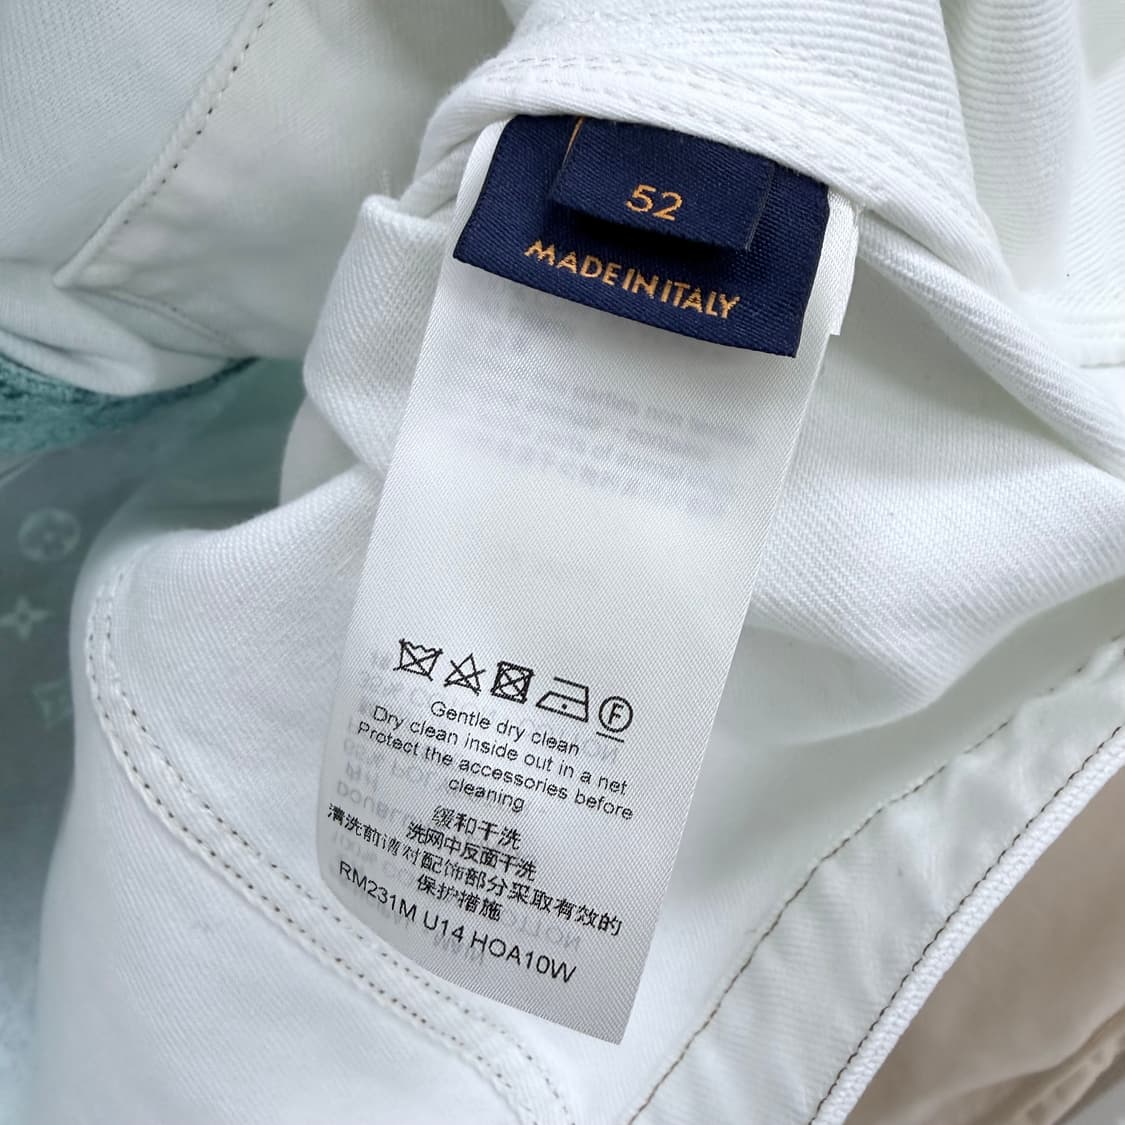 52
MADE IN ITALY
F
Gentle dry clean
Dry clean inside out in a net
Protect the accessories before
cleaning
缓和干洗
洗网中反面干洗
清洗前请对配饰部分采取有效的
保护措施
RM231M U14 HOA10W